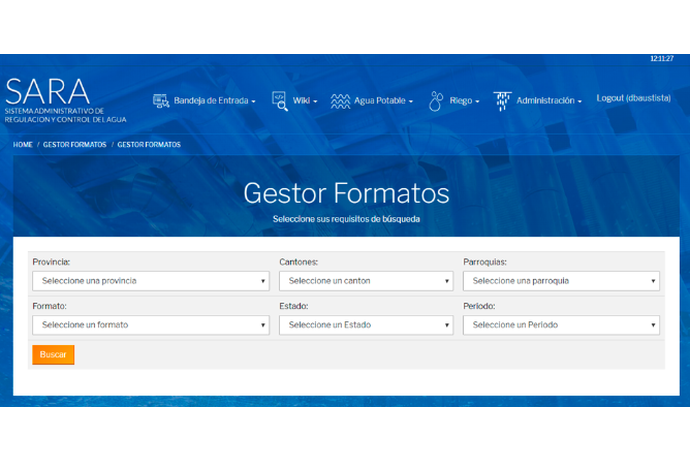 12:11:27
SARA
SISTEMA ADMINISTRATIVO DE
REGULACION Y CONTROL DEL AGUA
Bandeja de Entrada
Wiki
Agua Potable
Riego
Administración
Logout (dbaustista)
HOME / GESTOR FORMATOS / GESTOR FORMATOS
Gestor Formatos
Seleccione sus requisitos de búsqueda
Provincia: Cantones: Parroquias:
Seleccione una provincia Seleccione un canton Seleccione una parroquia
Formato: Estado: Periodo:
Seleccione un formato Seleccione un Estado Seleccione un Periodo
Buscar